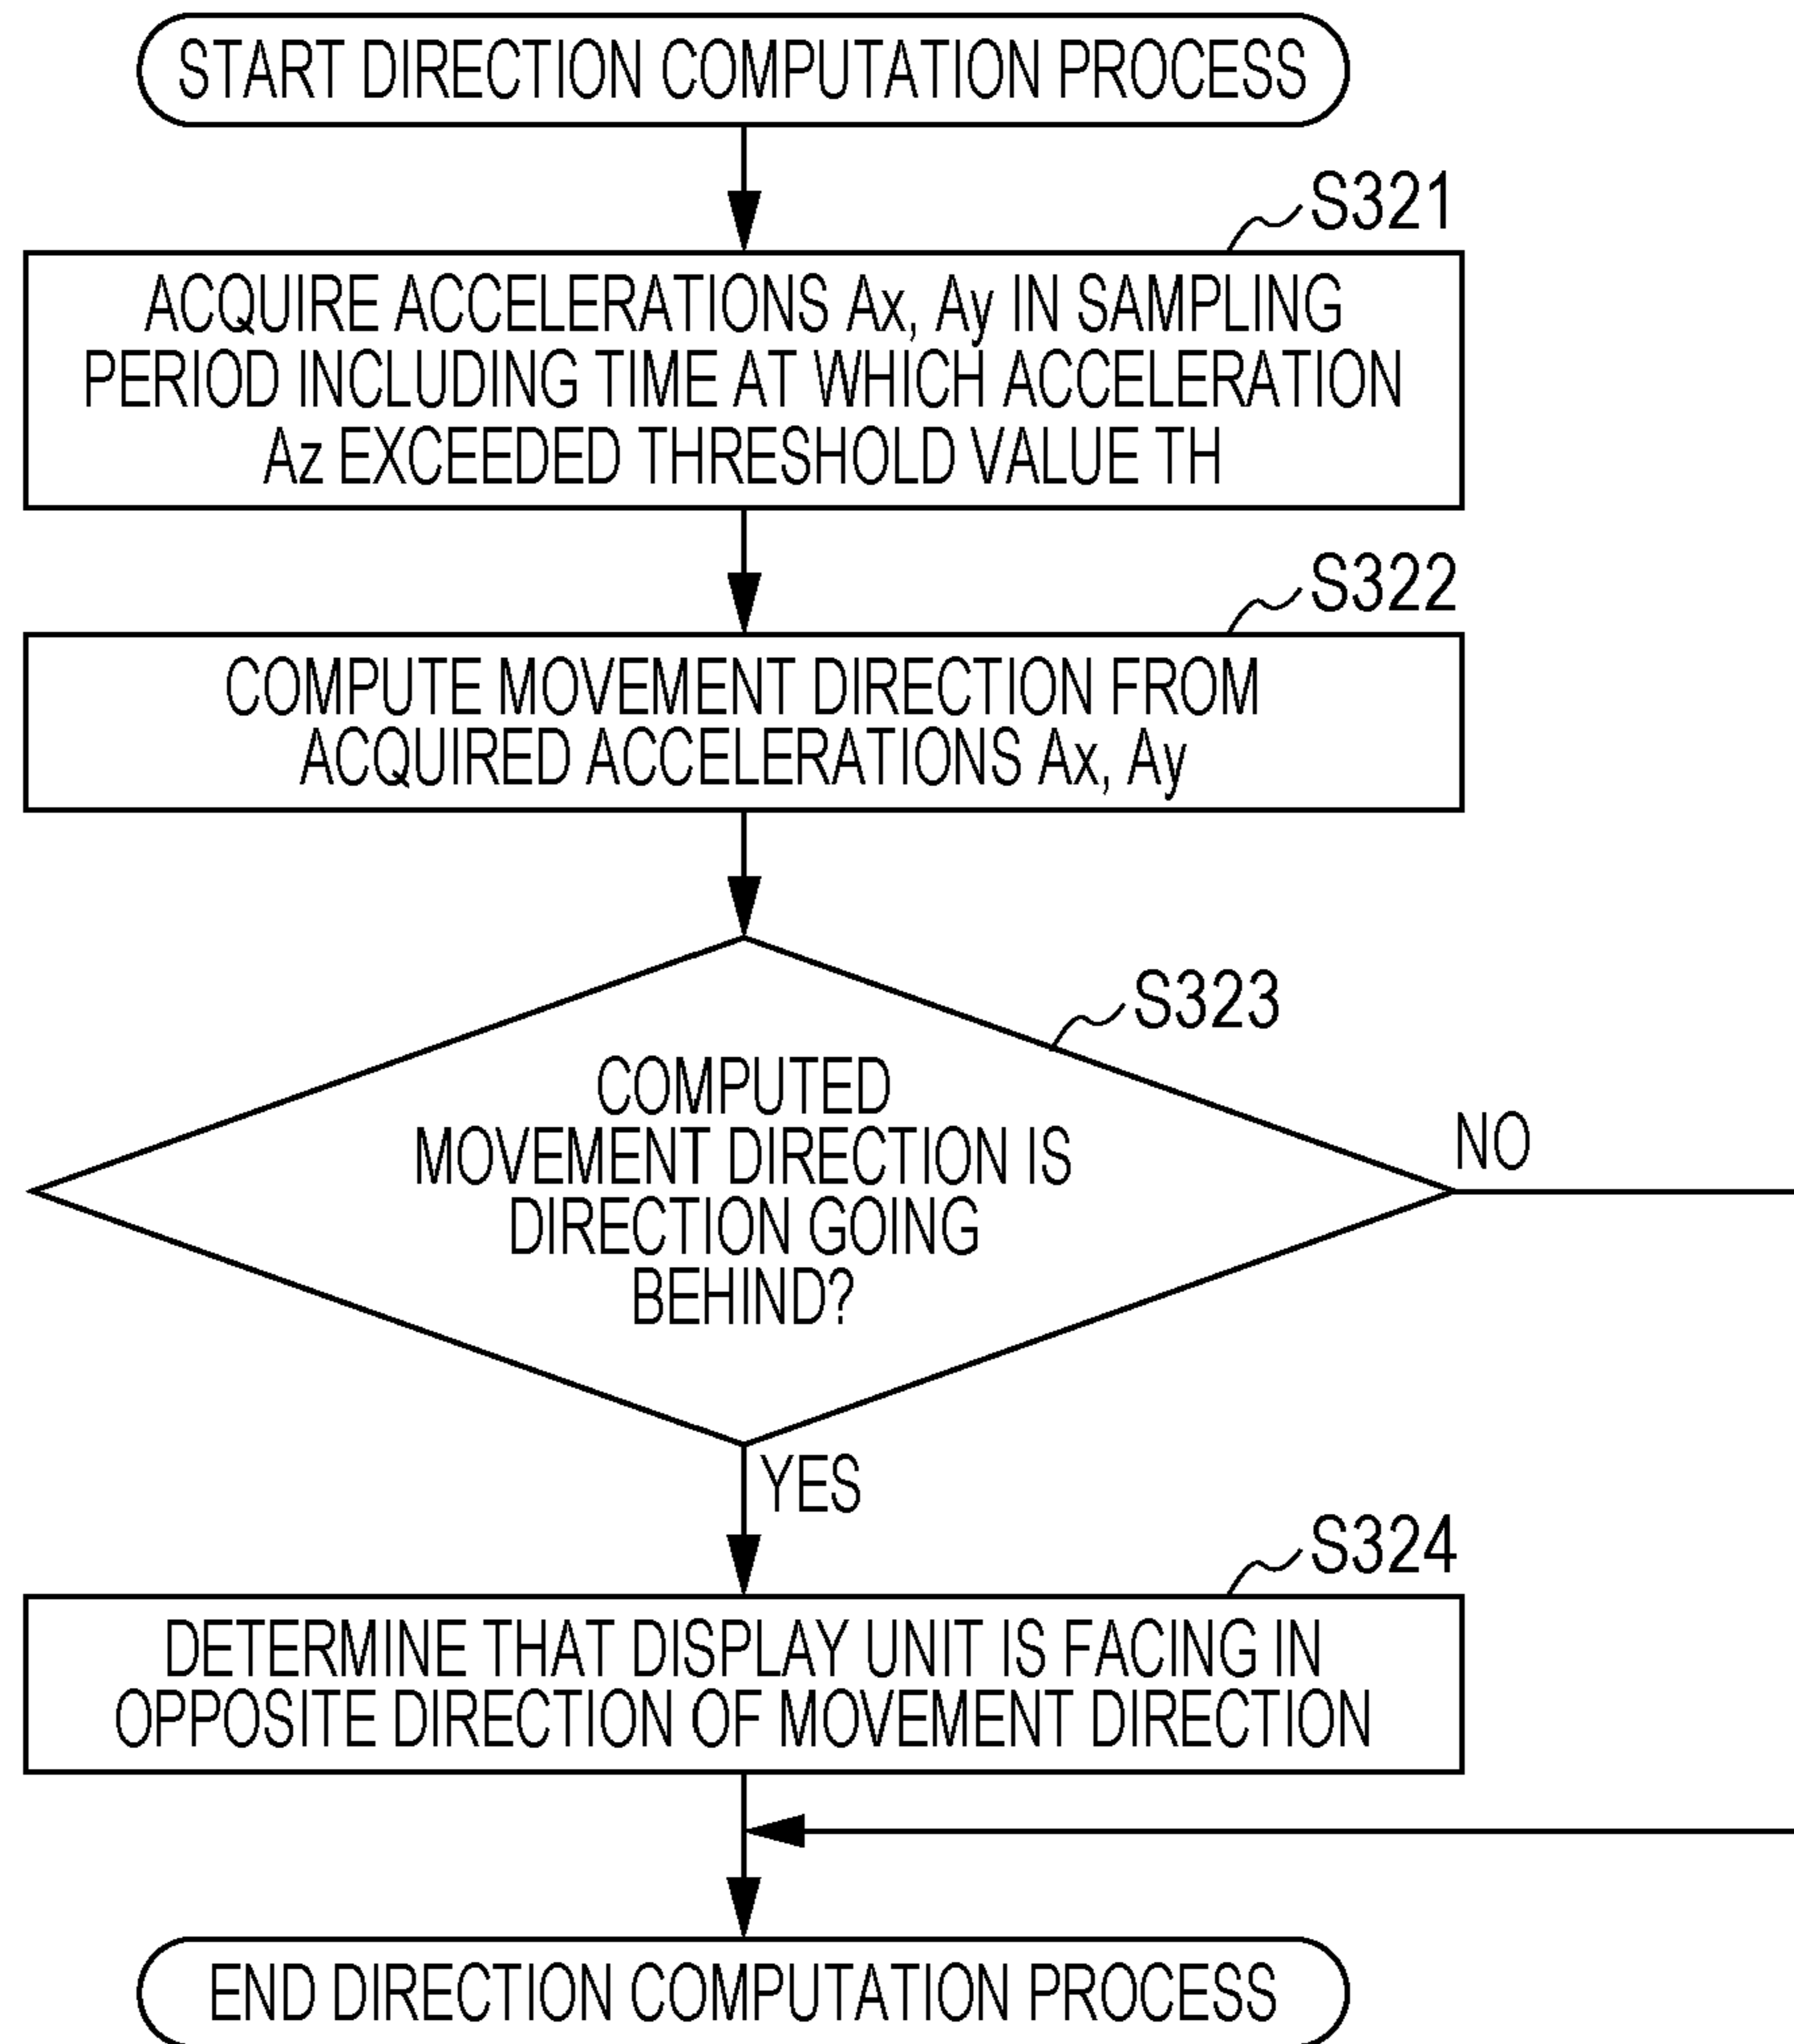 START DIRECTION COMPUTATION PROCESS
S321
ACQUIRE ACCELERATIONS Ax, Ay IN SAMPLING
PERIOD INCLUDING TIME AT WHICH ACCELERATION
Az EXCEEDED THRESHOLD VALUE TH
S322
COMPUTE MOVEMENT DIRECTION FROM
ACQUIRED ACCELERATIONS Ax, Ay
S323
COMPUTED
MOVEMENT DIRECTION IS
DIRECTION GOING
BEHIND?
NO
YES
S324
DETERMINE THAT DISPLAY UNIT IS FACING IN
OPPOSITE DIRECTION OF MOVEMENT DIRECTION
END DIRECTION COMPUTATION PROCESS